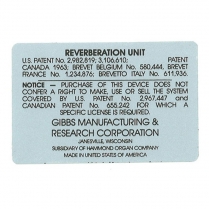 REVERBERATION UNIT
U.S. PATENT No. 2,982,819; 3,106,610; PATENT
CANADA 1963; BREVET BELGIUM No. 580,444, BREVET
FRANCE No. 1,234,876; BREVETTO ITALY No. 611,936.
NOTICE – PURCHASE OF THIS DEVICE DOES NOT
CONFER A RIGHT TO MAKE, USE OR SELL THE SYSTEM
COVERED BY U.S. PATENT No. 2,967,447 and
CANADIAN PATENT No. 655,242 FOR WHICH A
SPECIFIC LICENSE IS REQUIRED.
GIBBS MANUFACTURING &
RESEARCH CORPORATION
JANESVILLE, WISCONSIN
SUBSIDIARY OF HAMMOND ORGAN COMPANY
MADE IN UNITED STATES OF AMERICA